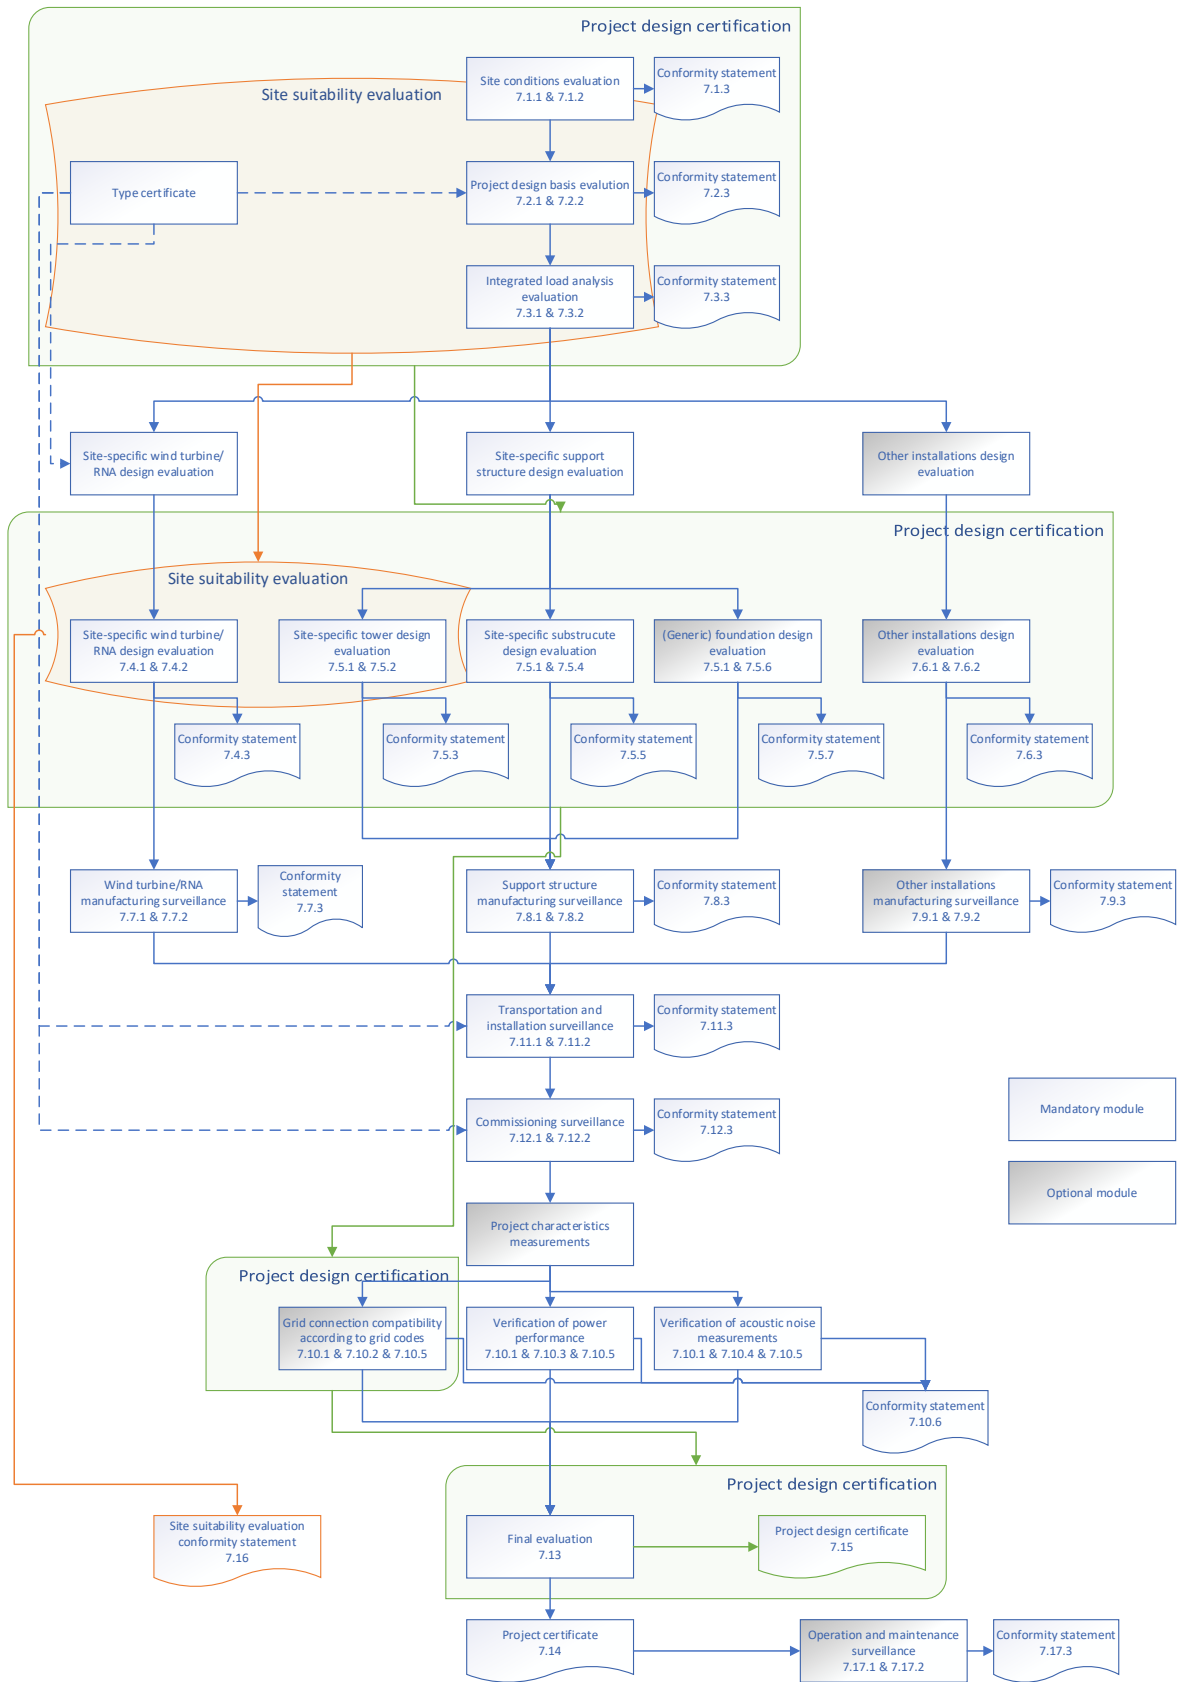 Project design certification
Site conditions evaluation
7.1.1 & 7.1.2
Conformity statement
7.1.3
Site suitability evaluation
Type certificate
Project design basis evalution
7.2.1 & 7.2.2
Conformity statement
7.2.3
Integrated load analysis
evaluation
7.3.1 & 7.3.2
Conformity statement
7.3.3
Site-specific wind turbine/
RNA design evaluation
Site-specific support
structure design evaluation
Other installations design
evaluation
Project design certification
Site suitability evaluation
Site-specific wind turbine/
RNA design evaluation
7.4.1 & 7.4.2
Site-specific tower design
evaluation
7.5.1 & 7.5.2
Site-specific substrucute
design evaluation
7.5.1 & 7.5.4
(Generic) foundation design
evaluation
7.5.1 & 7.5.6
Other installations design
evaluation
7.6.1 & 7.6.2
Conformity statement
7.4.3
Conformity statement
7.5.3
Conformity statement
7.5.5
Conformity statement
7.5.7
Conformity statement
7.6.3
Wind turbine/RNA
manufacturing surveillance
7.7.1 & 7.7.2
Conformity
statement
7.7.3
Support structure
manufacturing surveillance
7.8.1 & 7.8.2
Conformity statement
7.8.3
Other installations
manufacturing surveillance
7.9.1 & 7.9.2
Conformity statement
7.9.3
Transportation and
installation surveillance
7.11.1 & 7.11.2
Conformity statement
7.11.3
Commissioning surveillance
7.12.1 & 7.12.2
Conformity statement
7.12.3
Mandatory module
Optional module
Project characteristics
measurements
Project design certification
Grid connection compatibility
according to grid codes
7.10.1 & 7.10.2 & 7.10.5
Verification of power
performance
7.10.1 & 7.10.3 & 7.10.5
Verification of acoustic noise
measurements
7.10.1 & 7.10.4 & 7.10.5
Conformity statement
7.10.6
Project design certification
Site suitability evaluation
conformity statement
7.16
Final evaluation
7.13
Project design certificate
7.15
Project certificate
7.14
Operation and maintenance
surveillance
7.17.1 & 7.17.2
Conformity statement
7.17.3